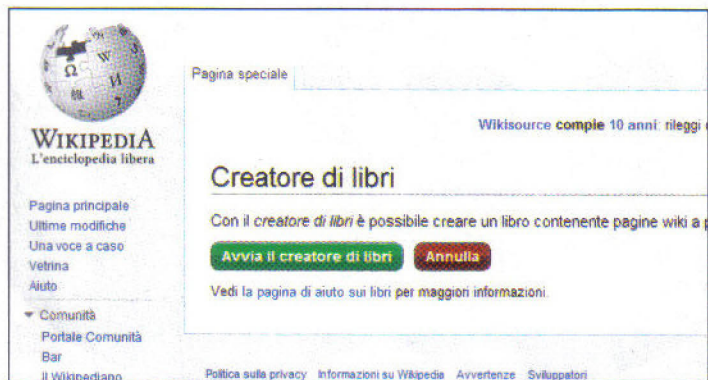 WIKIPEDIA
L'enciclopedia libera
Pagina principale
Ultime modifiche
Una voce a caso
Vetrina
Aiuto
Comunità
Portale Comunità
Bar
Il Wikipediano
Pagina speciale
Wikisource compie 10 anni: rileggi
Creatore di libri
Con il creatore di libri è possibile creare un libro contenente pagine wiki a
Avvia il creatore di libri Annulla
Vedi la pagina di aiuto sui libri per maggiori informazioni.
Politica sulla privacy Informazioni su Wikipedia Avvertenze Sviluppatori